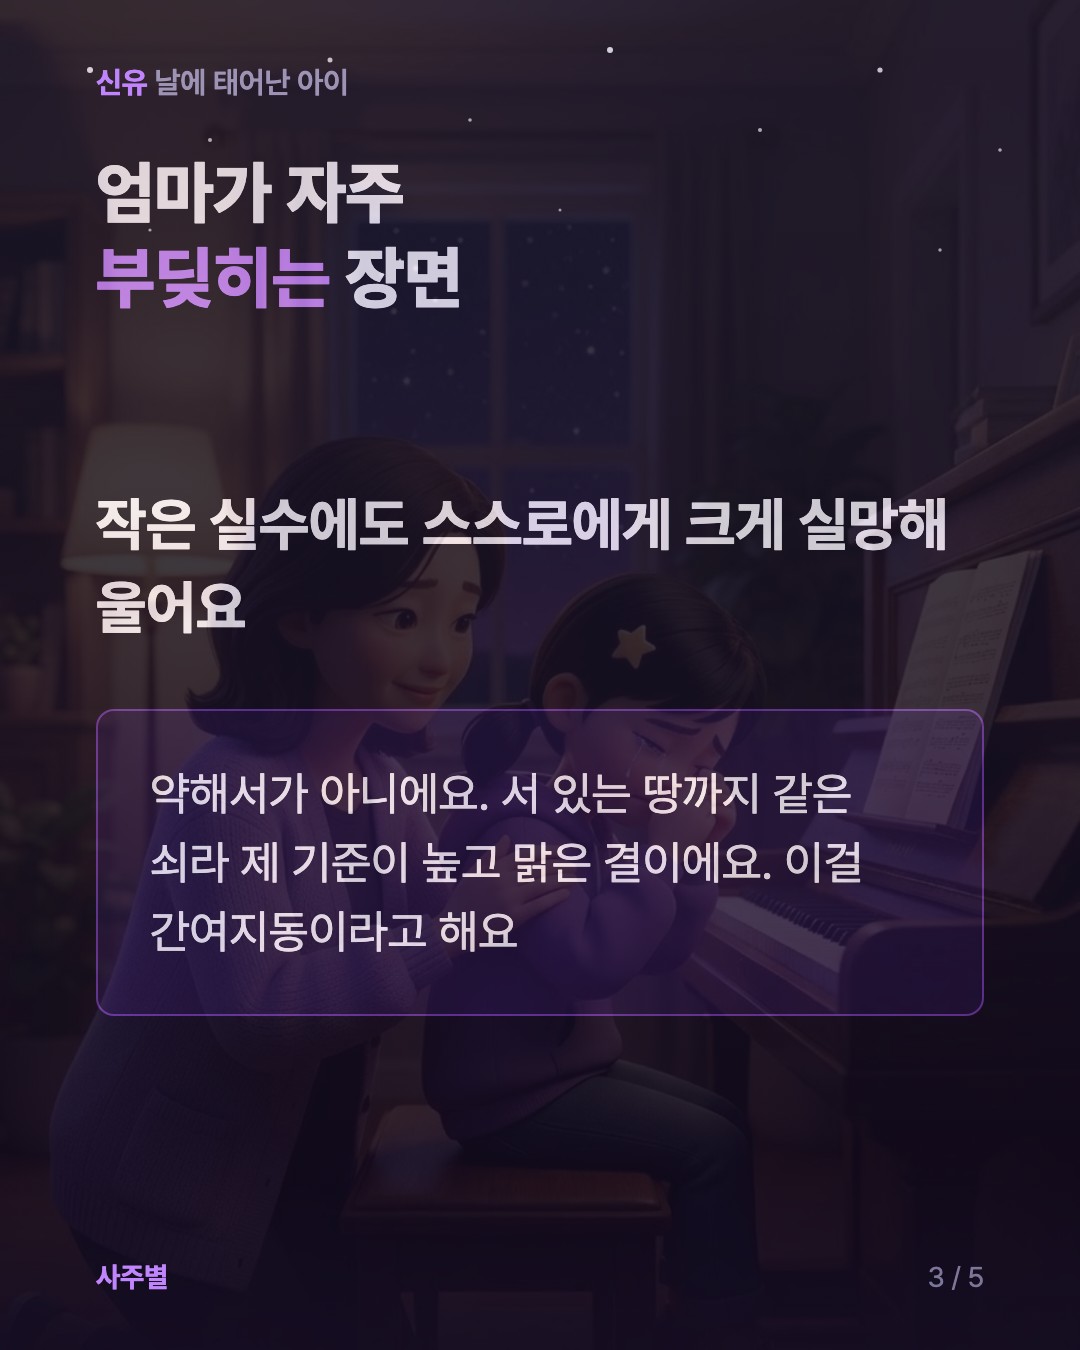 신유 날에 태어난 아이
엄마가 자주
부딪히는 장면
작은 실수에도 스스로에게 크게 실망해
울어요
약해서가 아니에요. 서 있는 땅까지 같은
쇠라 제 기준이 높고 맑은 결이에요. 이걸
간여지동이라고 해요
사주별
3 / 5